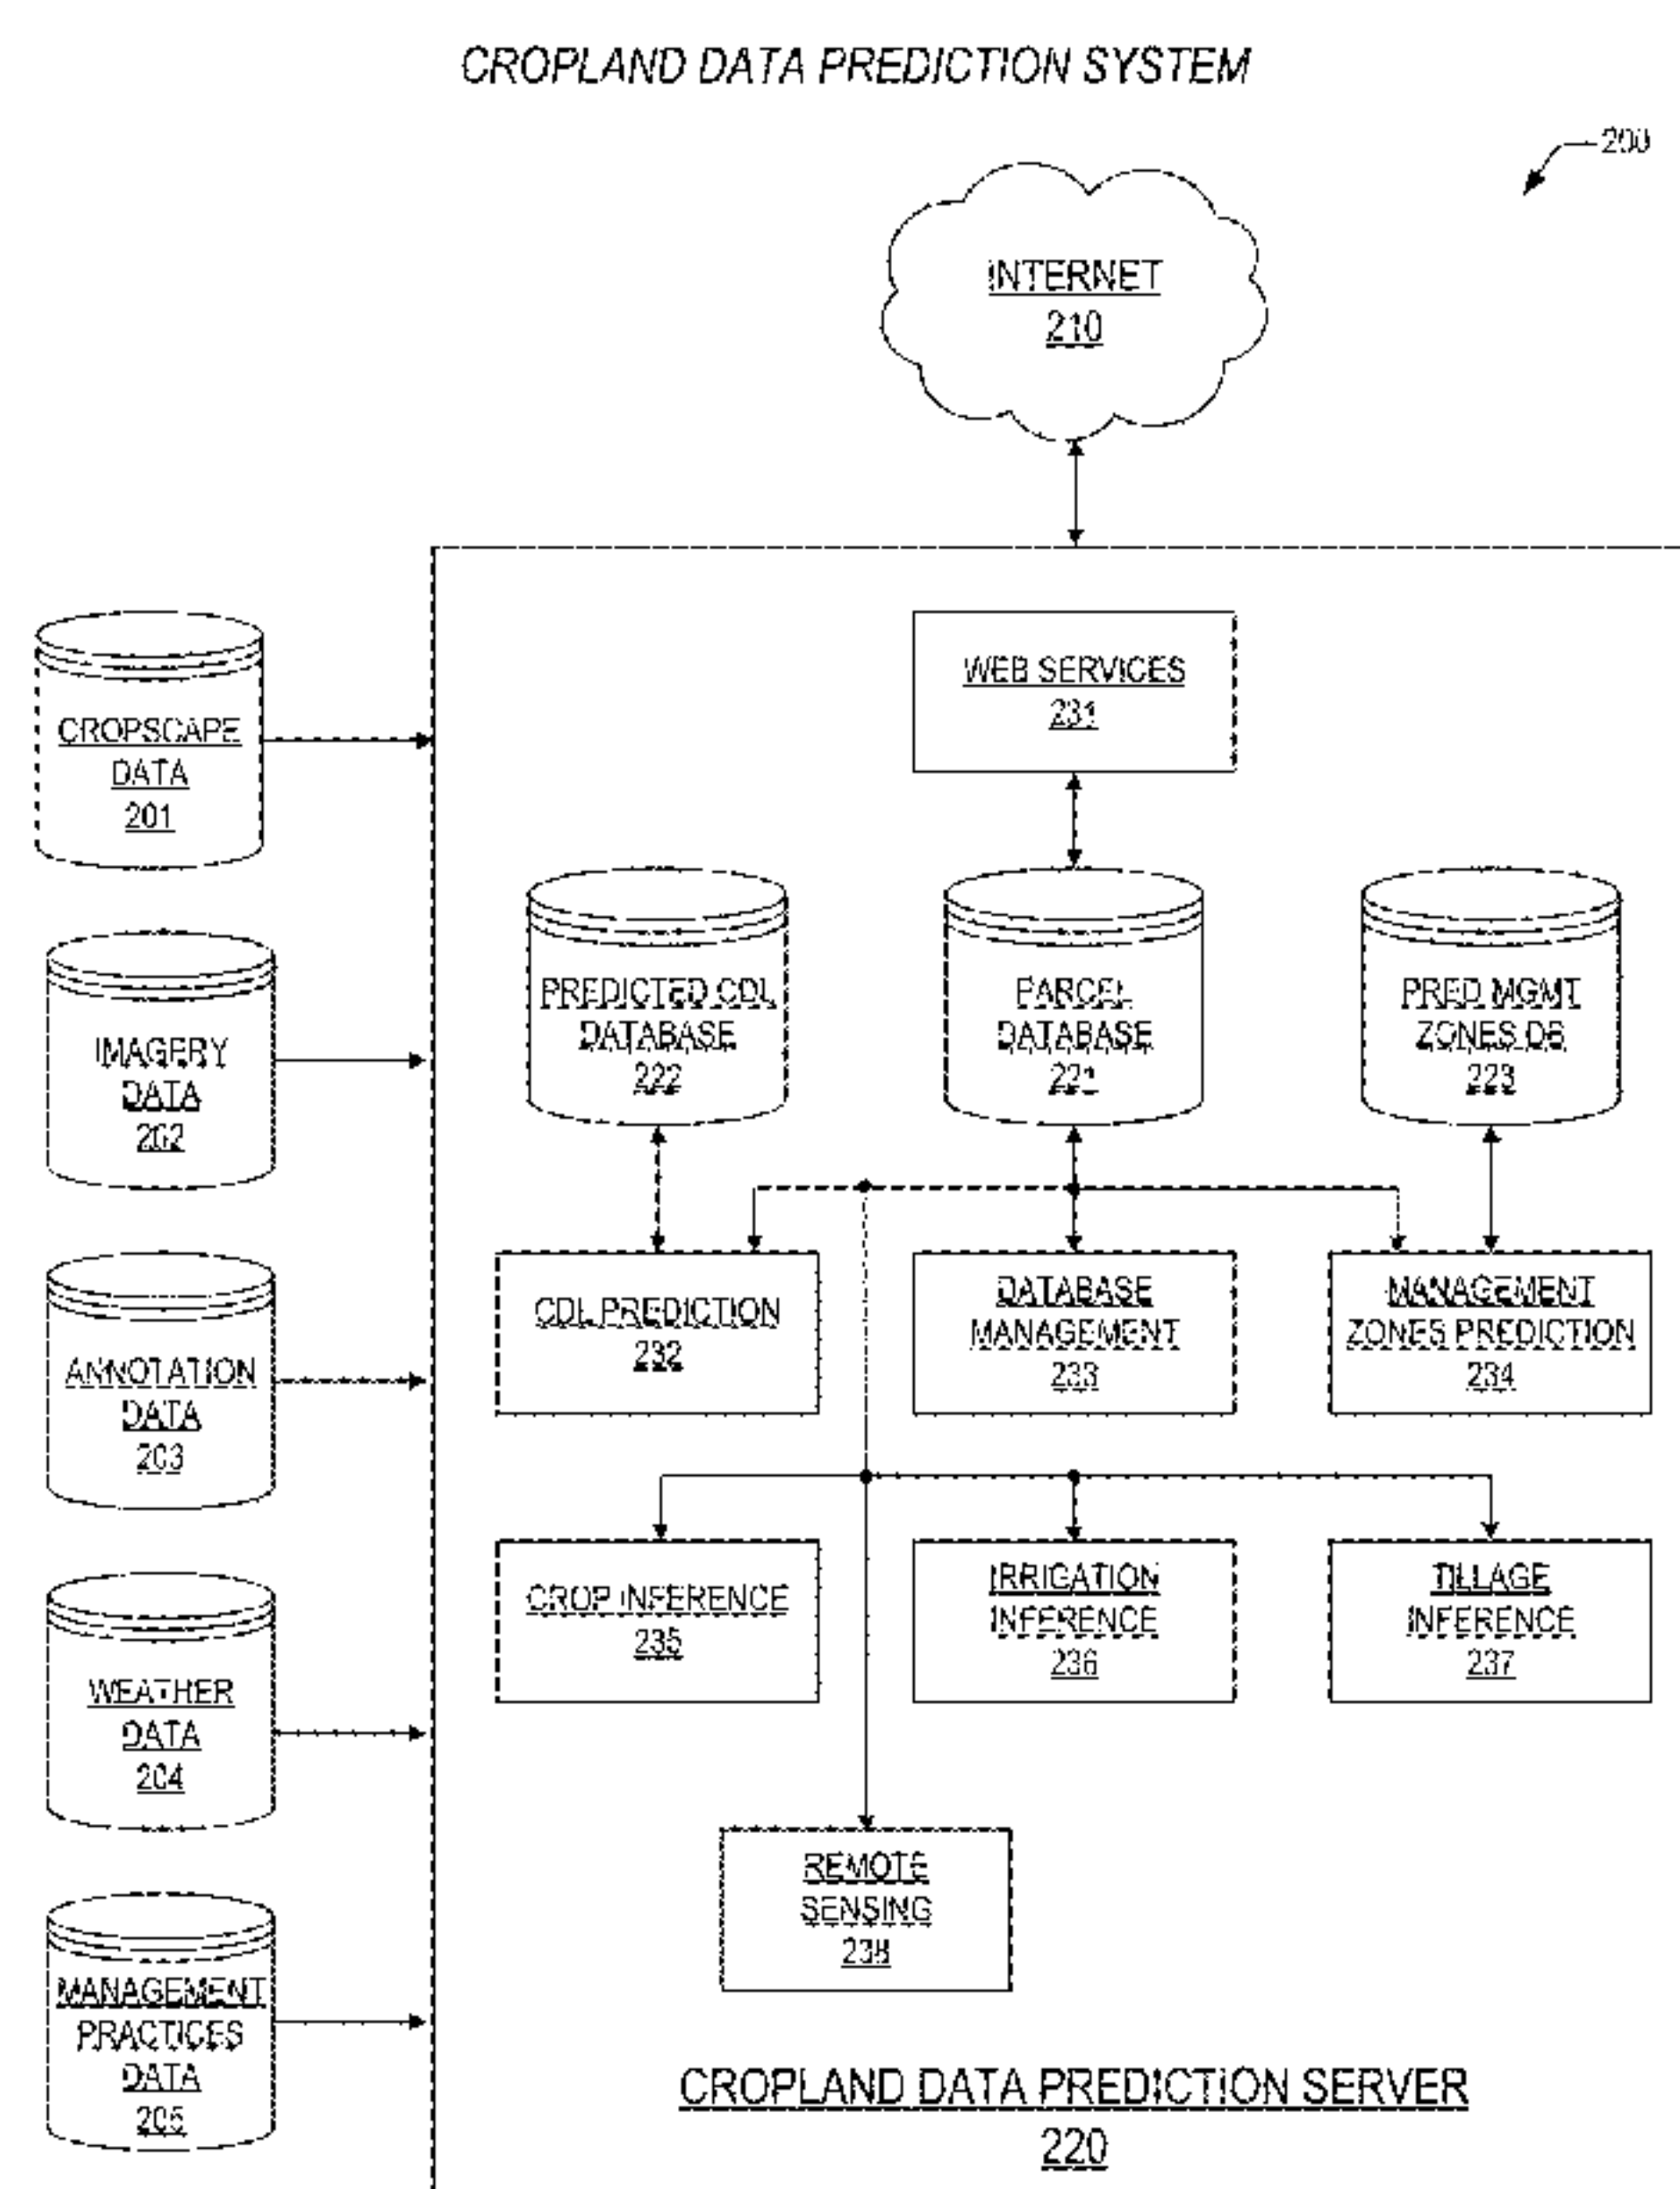 CROPLAND DATA PREDICTION SYSTEM
200
INTERNET
210
CROPSCAPE
DATA
201
IMAGERY
DATA
202
ANNOTATION
DATA
203
WEATHER
DATA
204
MANAGEMENT
PRACTICES
DATA
205
WEB SERVICES
231
PREDICTED CDL
DATABASE
222
PARCEL
DATABASE
221
PRED MGMT
ZONES DB
223
CDL PREDICTION
232
DATABASE
MANAGEMENT
233
MANAGEMENT
ZONES PREDICTION
234
CROP INFERENCE
235
IRRIGATION
INFERENCE
236
TILLAGE
INFERENCE
237
REMOTE
SENSING
238
CROPLAND DATA PREDICTION SERVER
220